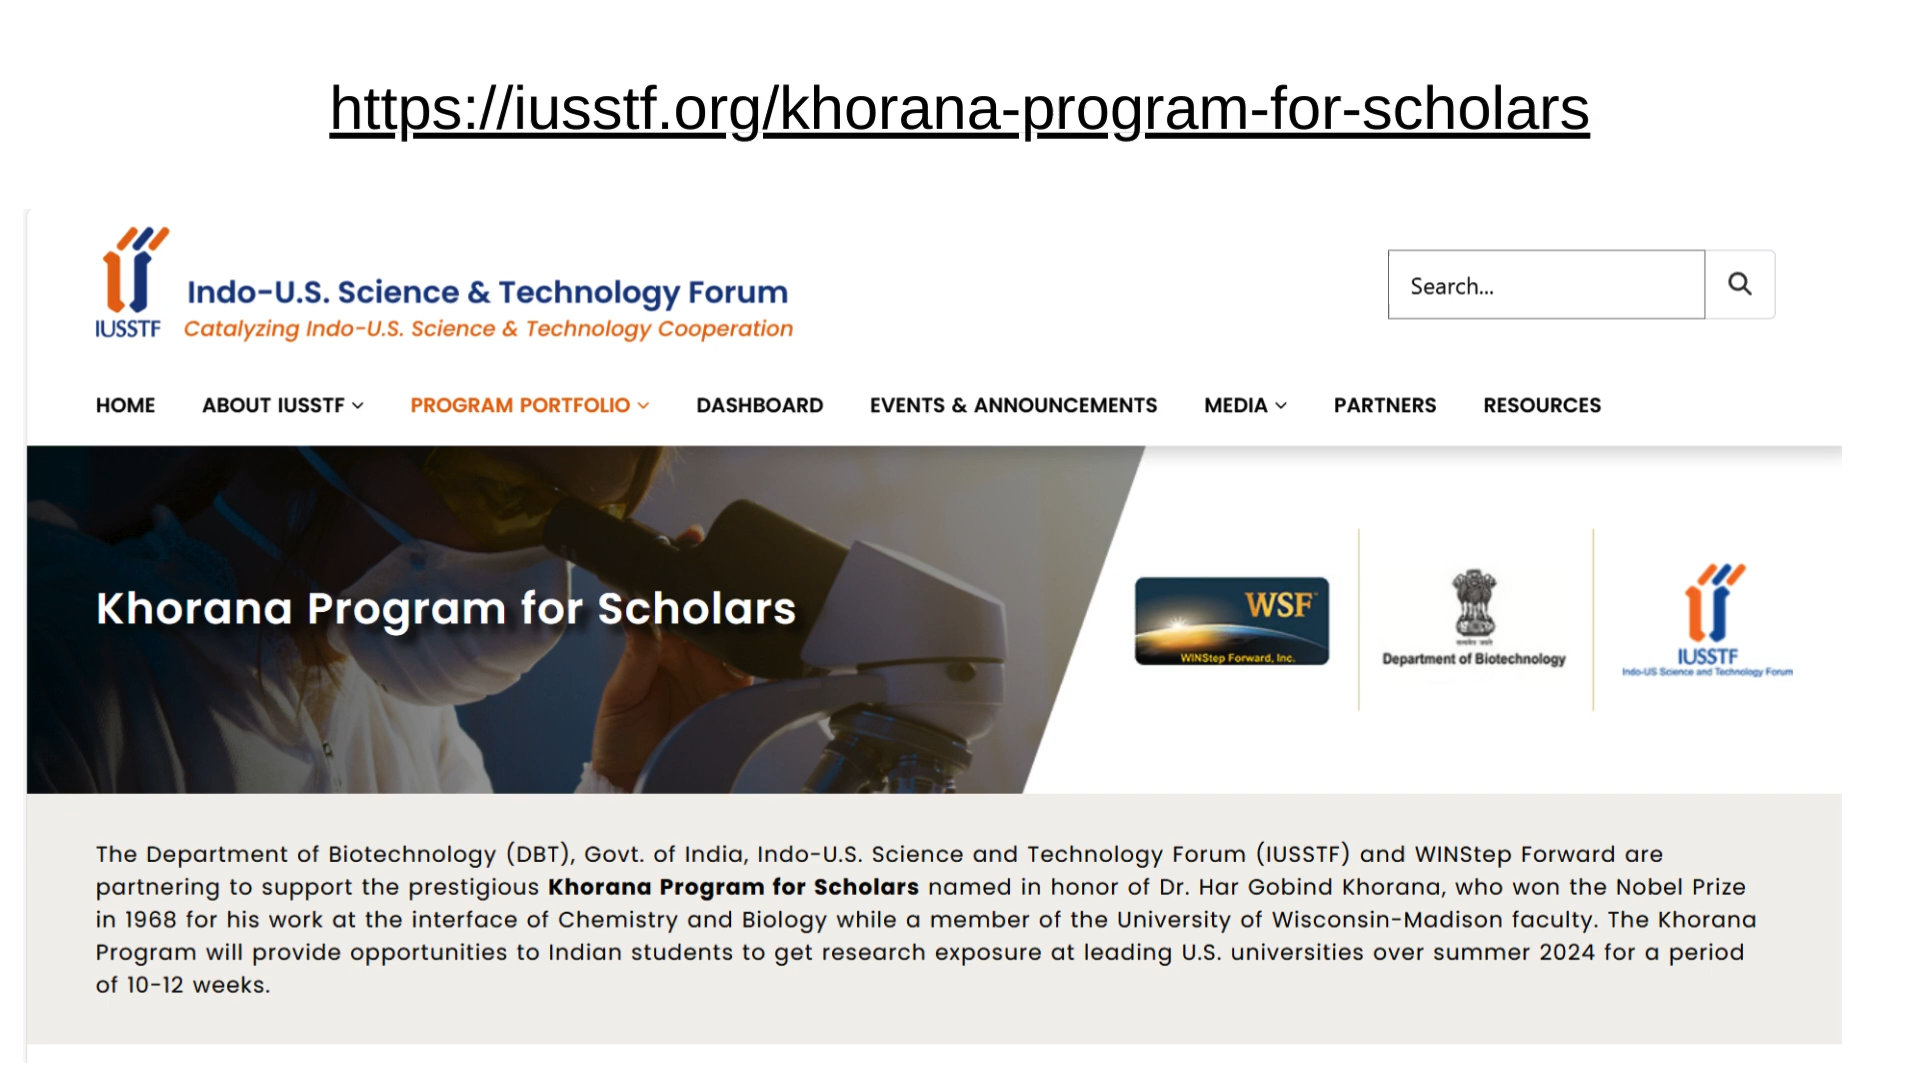 https://iusstf.org/khorana-program-for-scholars
IUSSTF
Indo-U.S. Science & Technology Forum
Catalyzing Indo-U.S. Science & Technology Cooperation
Search...
HOME ABOUT IUSSTF PROGRAM PORTFOLIO DASHBOARD EVENTS & ANNOUNCEMENTS MEDIA PARTNERS RESOURCES
Khorana Program for Scholars
WSF
WINStep Forward, Inc.
Department of Biotechnology
IUSSTF
Indo-US Science and Technology Forum
The Department of Biotechnology (DBT), Govt. of India, Indo-U.S. Science and Technology Forum (IUSSTF) and WINStep Forward are
partnering to support the prestigious Khorana Program for Scholars named in honor of Dr. Har Gobind Khorana, who won the Nobel Prize
in 1968 for his work at the interface of Chemistry and Biology while a member of the University of Wisconsin-Madison faculty. The Khorana
Program will provide opportunities to Indian students to get research exposure at leading U.S. universities over summer 2024 for a period
of 10-12 weeks.